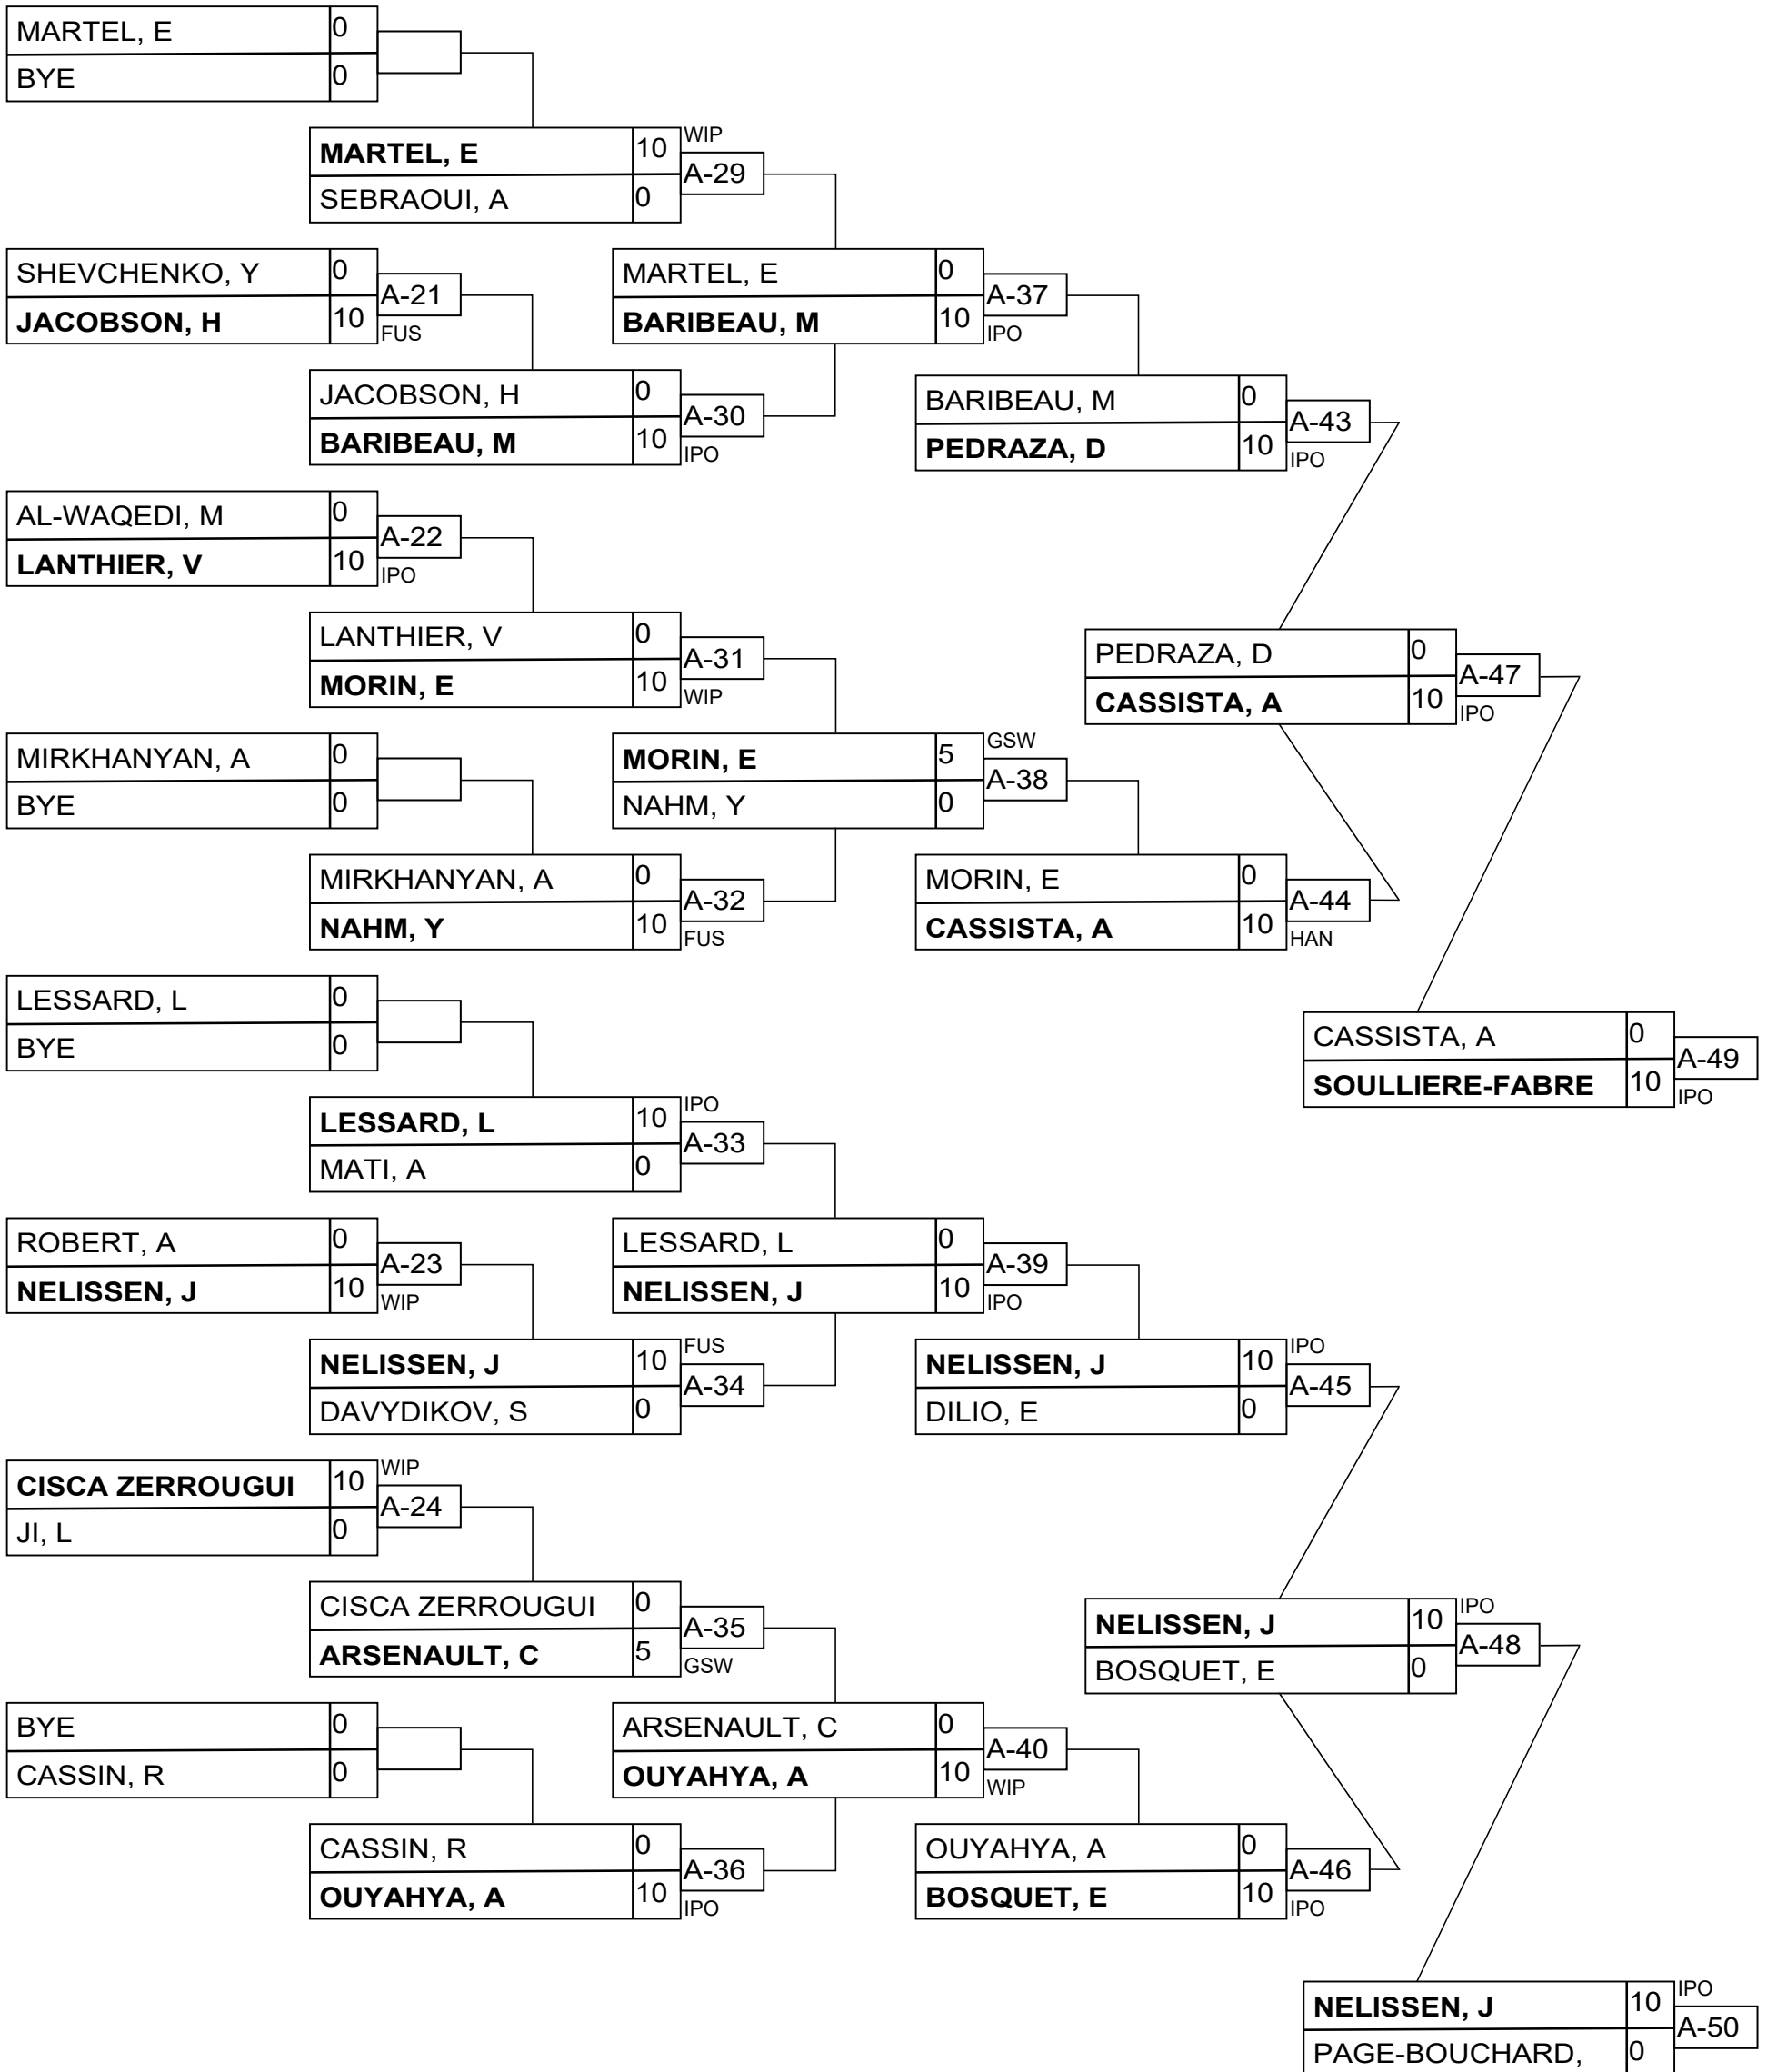 MARTEL, E 0
BYE 0
MARTEL, E 10 WIP
A-29
SEBRAOUI, A 0
SHEVCHENKO, Y 0
A-21
JACOBSON, H 10 FUS
MARTEL, E 0
A-37
BARIBEAU, M 10 IPO
JACOBSON, H 0
A-30
BARIBEAU, M 10 IPO
BARIBEAU, M 0
A-43
PEDRAZA, D 10 IPO
AL-WAQEDI, M 0
A-22
LANTHIER, V 10 IPO
LANTHIER, V 0
A-31
MORIN, E 10 WIP
PEDRAZA, D 0
A-47
CASSISTA, A 10 IPO
MIRKHANYAN, A 0
BYE 0
MORIN, E 5 GSW
A-38
NAHM, Y 0
MIRKHANYAN, A 0
A-32
NAHM, Y 10 FUS
MORIN, E 0
A-44
CASSISTA, A 10 HAN
LESSARD, L 0
BYE 0
CASSISTA, A 0
A-49
SOULLIERE-FABRE 10 IPO
LESSARD, L 10 IPO
A-33
MATI, A 0
ROBERT, A 0
A-23
NELISSEN, J 10 WIP
LESSARD, L 0
A-39
NELISSEN, J 10 IPO
NELISSEN, J 10 FUS
A-34
DAVYDIKOV, S 0
NELISSEN, J 10 IPO
A-45
DILIO, E 0
CISCA ZERROUGUI 10 WIP
A-24
JI, L 0
CISCA ZERROUGUI 0
A-35
ARSENAULT, C 5 GSW
NELISSEN, J 10 IPO
A-48
BOSQUET, E 0
BYE 0
CASSIN, R 0
ARSENAULT, C 0
A-40
OUYAHYA, A 10 WIP
CASSIN, R 0
A-36
OUYAHYA, A 10 IPO
OUYAHYA, A 0
A-46
BOSQUET, E 10 IPO
NELISSEN, J 10 IPO
A-50
PAGE-BOUCHARD, 0